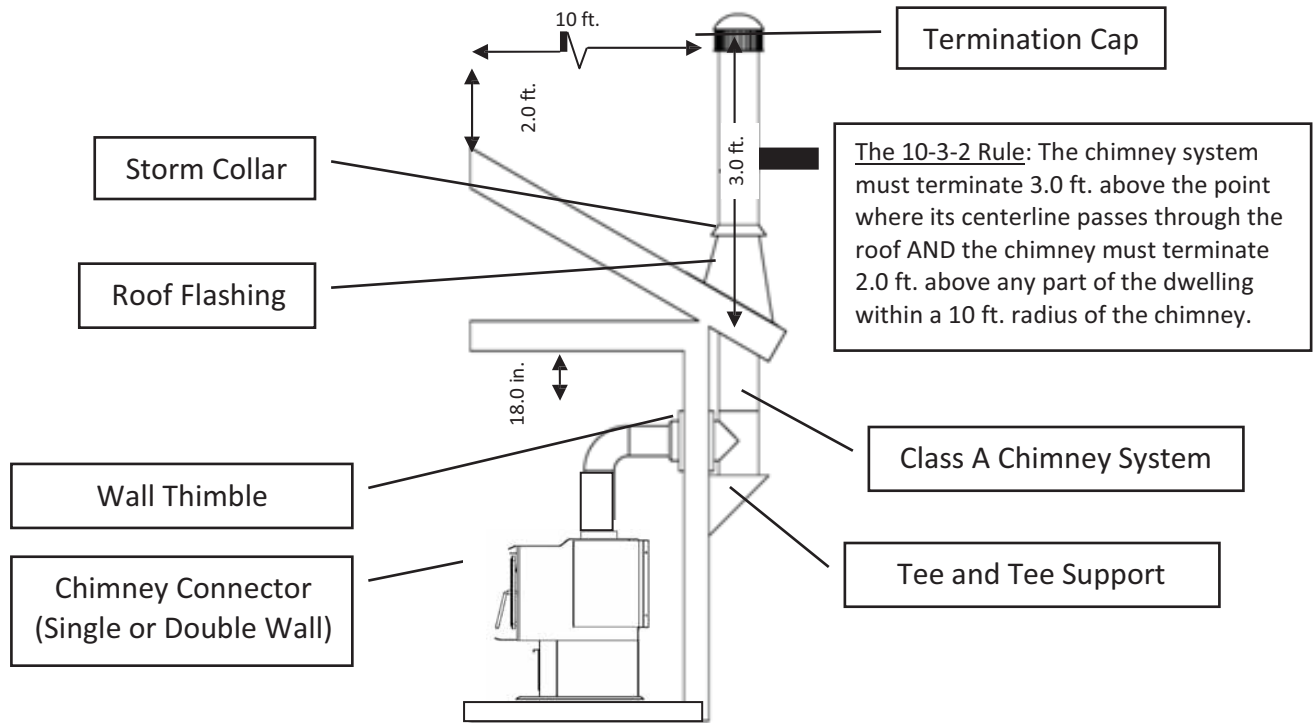 10 ft.
Termination Cap
2.0 ft.
3.0 ft.
Storm Collar
The 10-3-2 Rule: The chimney system
must terminate 3.0 ft. above the point
where its centerline passes through the
roof AND the chimney must terminate
2.0 ft. above any part of the dwelling
within a 10 ft. radius of the chimney.
Roof Flashing
18.0 in.
Class A Chimney System
Wall Thimble
Tee and Tee Support
Chimney Connector
(Single or Double Wall)